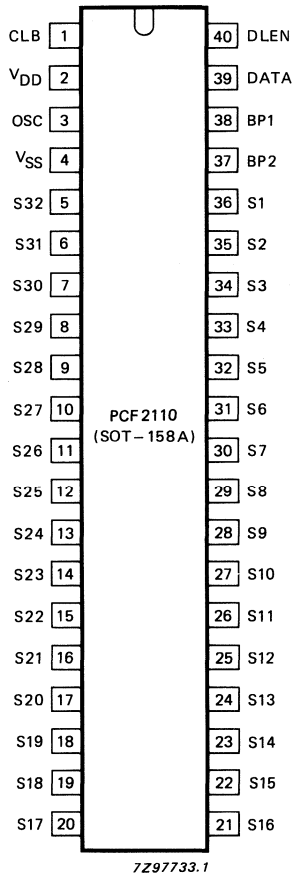 CLB 1 40 DLEN
VDD 2 39 DATA
OSC 3 38 BP1
VSS 4 37 BP2
S32 5 36 S1
S31 6 35 S2
S30 7 34 S3
S29 8 33 S4
S28 9 32 S5
S27 10 31 S6
PCF2110
(SOT-158A)
S26 11 30 S7
S25 12 29 S8
S24 13 28 S9
S23 14 27 S10
S22 15 26 S11
S21 16 25 S12
S20 17 24 S13
S19 18 23 S14
S18 19 22 S15
S17 20 21 S16
7Z97733.1